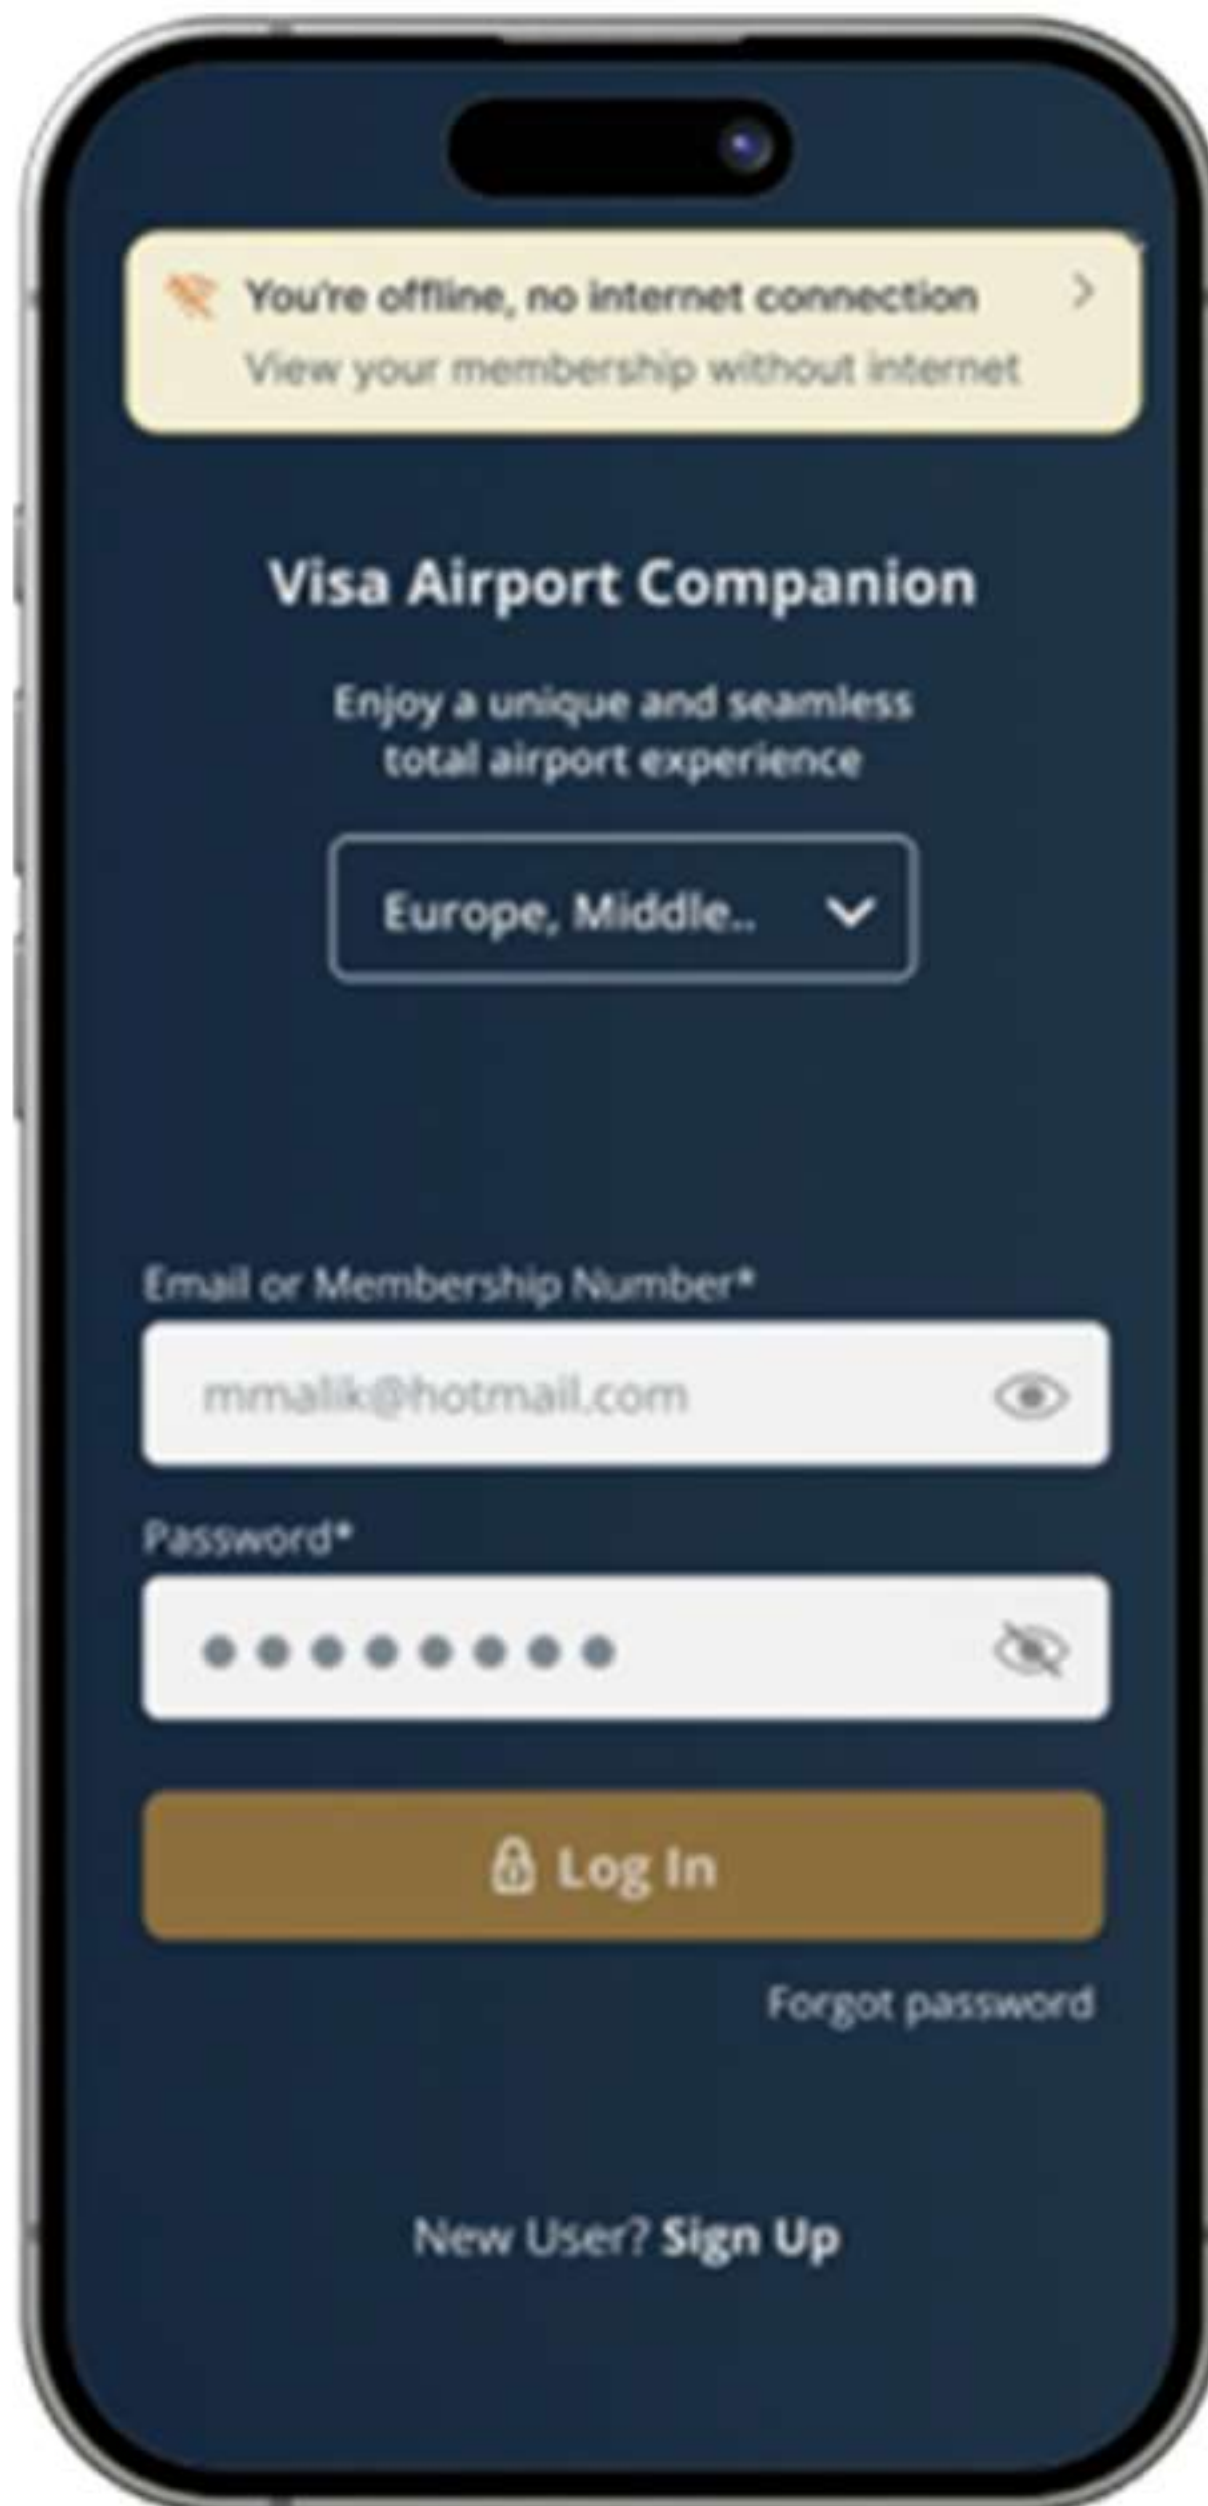 You're offline, no internet connection
View your membership without internet
Visa Airport Companion
Enjoy a unique and seamless
total airport experience
Europe, Middle..
Email or Membership Number*
mmalik@hotmail.com
Password*
Log In
Forgot password
New User? Sign Up